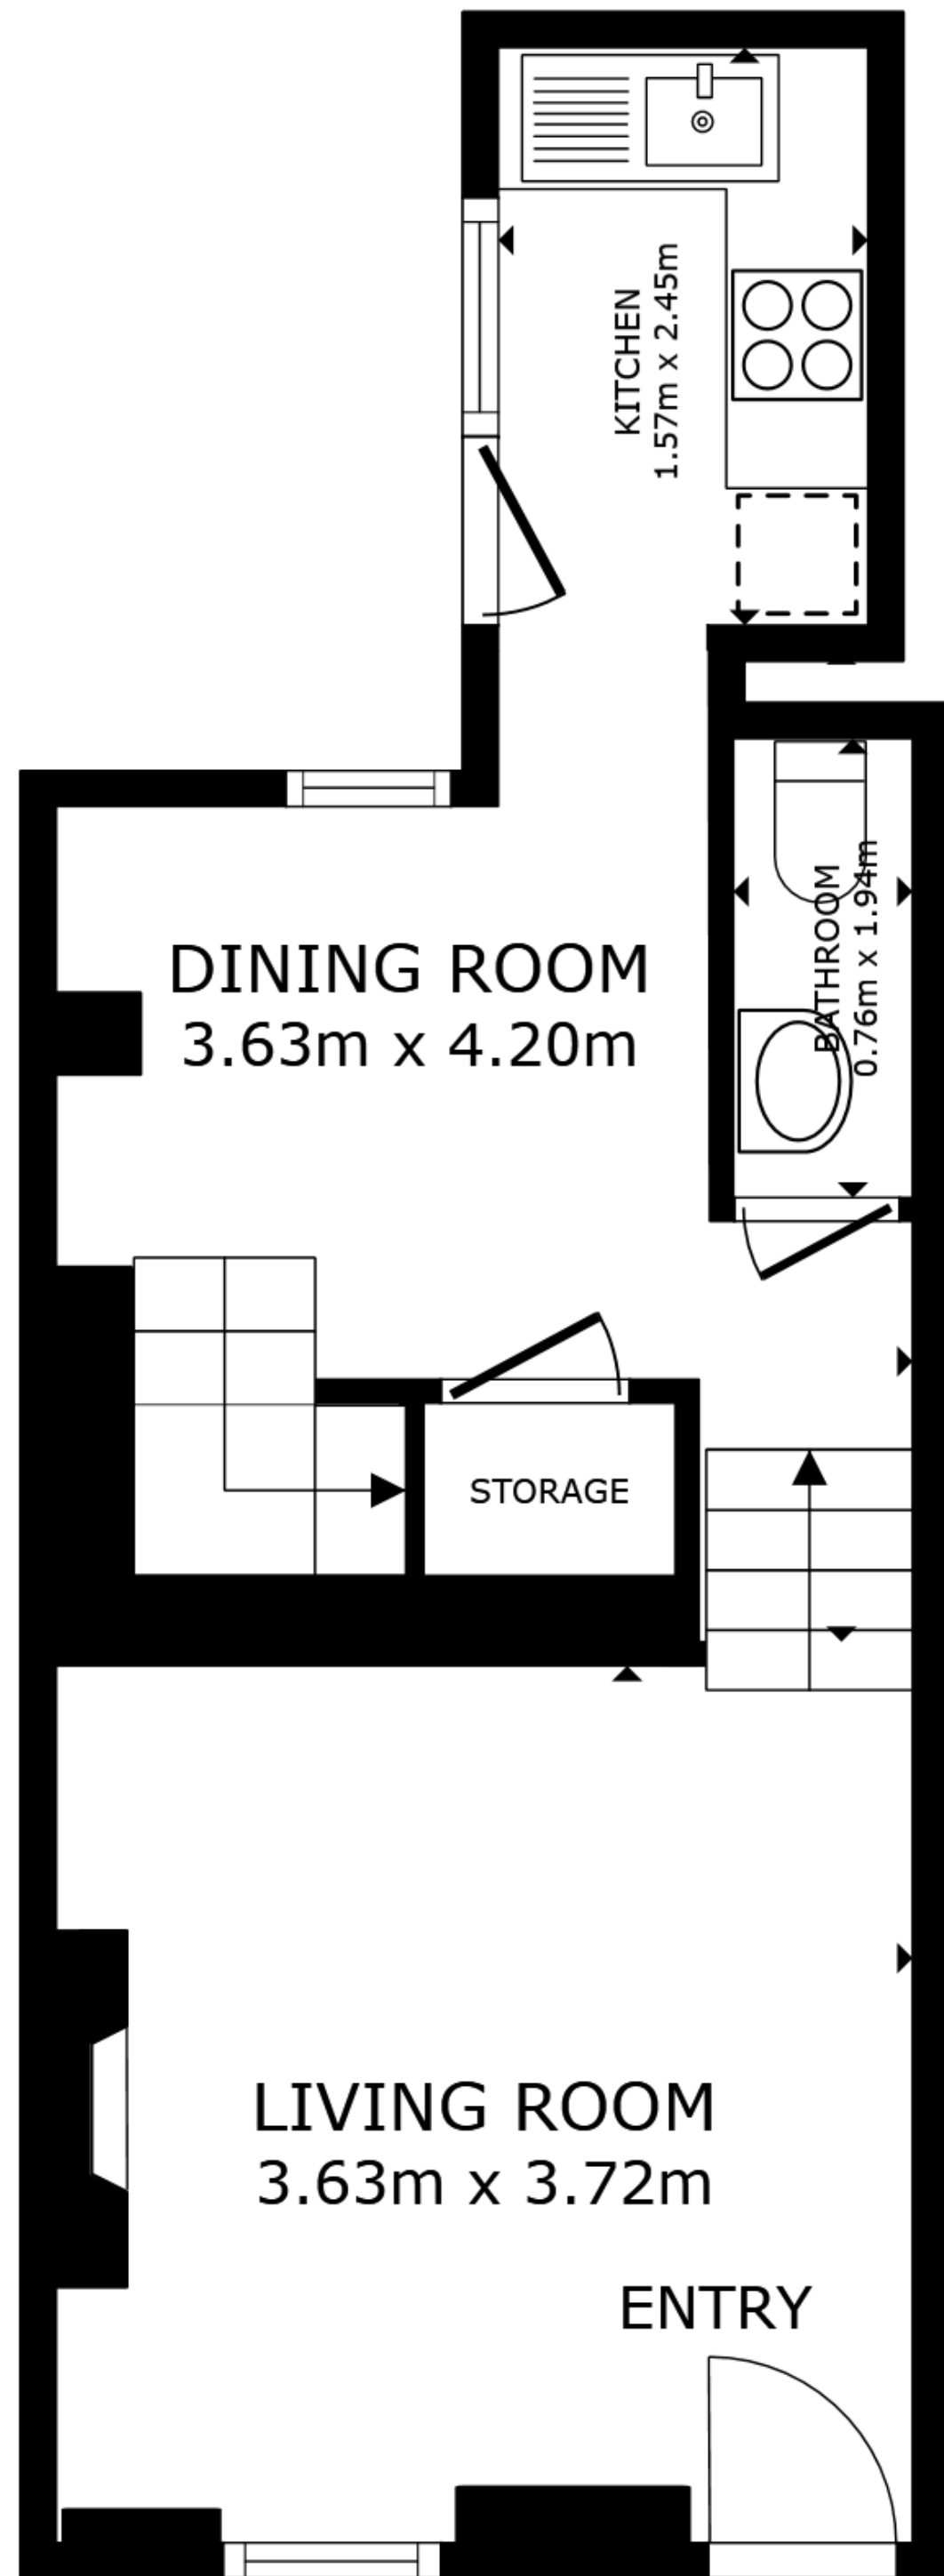 KITCHEN
1.57m x 2.45m
DINING ROOM
3.63m x 4.20m
BATHROOM
0.76m x 1.94m
STORAGE
LIVING ROOM
3.63m x 3.72m
ENTRY